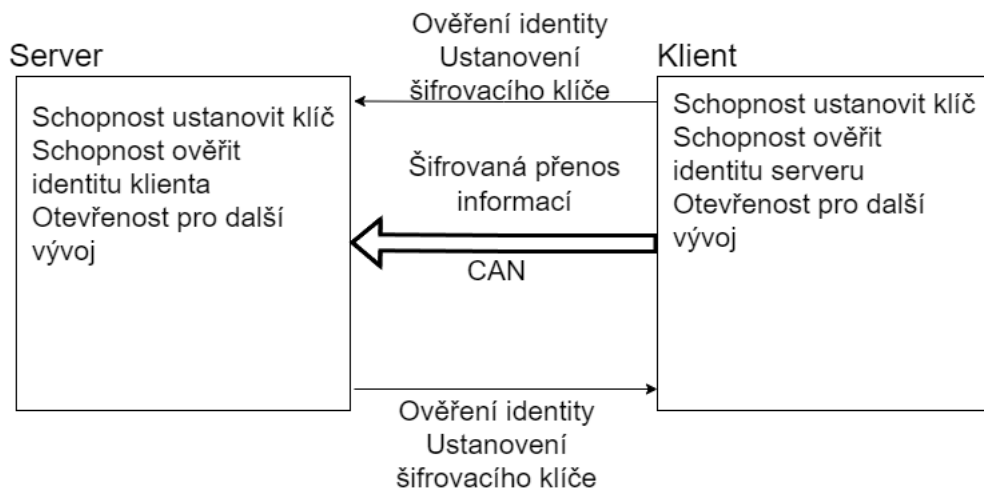 Server
Schopnost ustanovit klíč
Schopnost ověřit
identitu klienta
Otevřenost pro další
vývoj
Ověření identity
Ustanovení
šifrovacího klíče
Šifrovaná přenos
informací
CAN
Ověření identity
Ustanovení
šifrovacího klíče
Klient
Schopnost ustanovit klíč
Schopnost ověřit
identitu serveru
Otevřenost pro další
vývoj